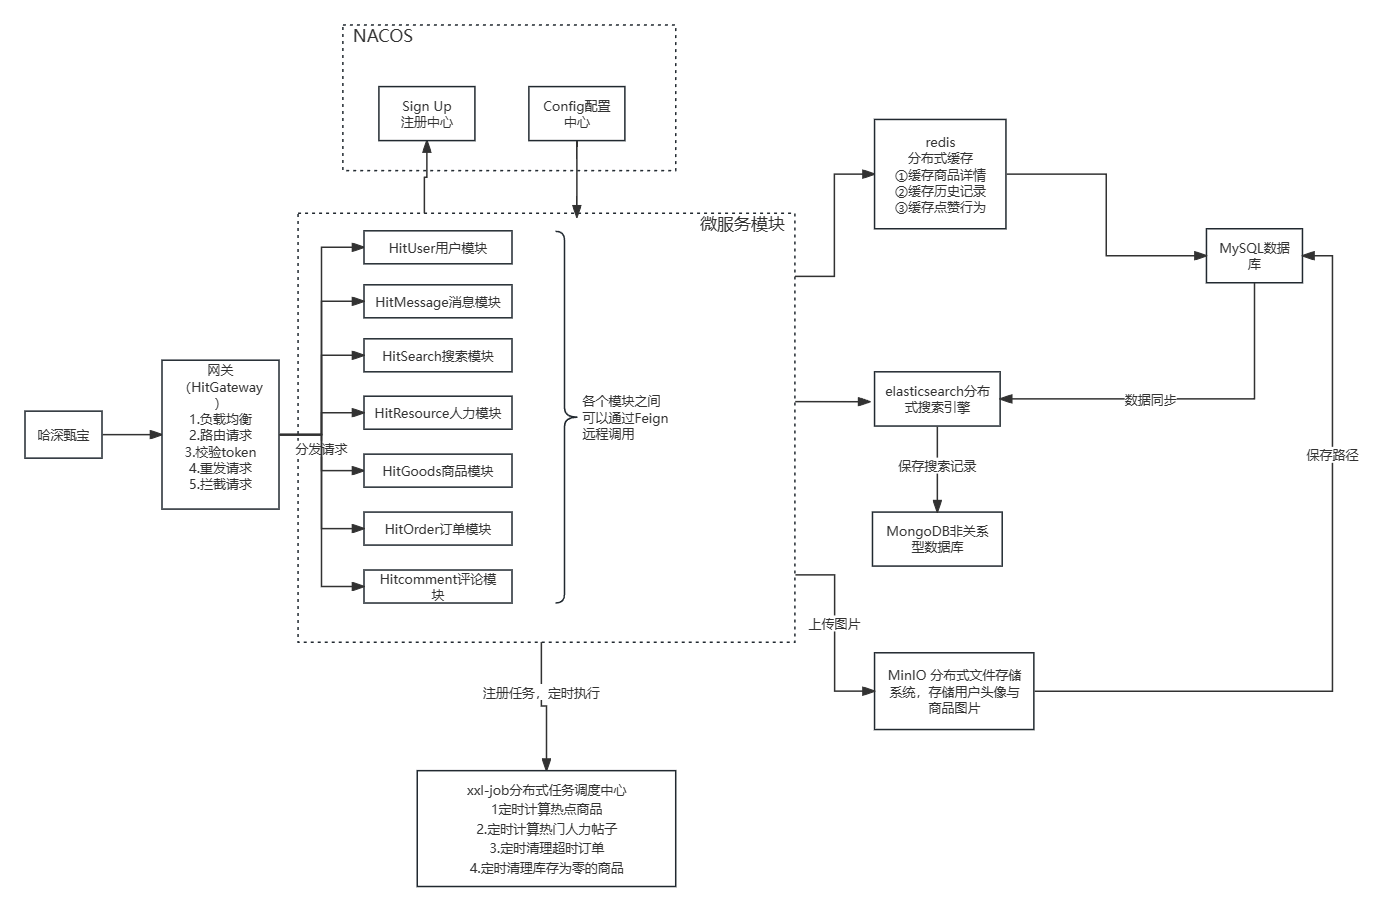 NACOS
Sign Up
注册中心
Config配置
中心
redis
分布式缓存
①缓存商品详情
②缓存历史记录
③缓存点赞行为
微服务模块
HitUser用户模块
HitMessage消息模块
HitSearch搜索模块
HitResource人力模块
HitGoods商品模块
HitOrder订单模块
Hitcomment评论模
块
各个模块之间
可以通过Feign
远程调用
MySQL数据
库
网关
（HitGateway
）
1.负载均衡
2.路由请求
3.校验token
4.重发请求
5.拦截请求
哈深甄宝
分发请求
elasticsearch分布
式搜索引擎
数据同步
保存搜索记录
保存路径
MongoDB非关系
型数据库
上传图片
MinIO 分布式文件存储
系统，存储用户头像与
商品图片
注册任务，定时执行
xxl-job分布式任务调度中心
1定时计算热点商品
2.定时计算热门人力帖子
3.定时清理超时订单
4.定时清理库存为零的商品